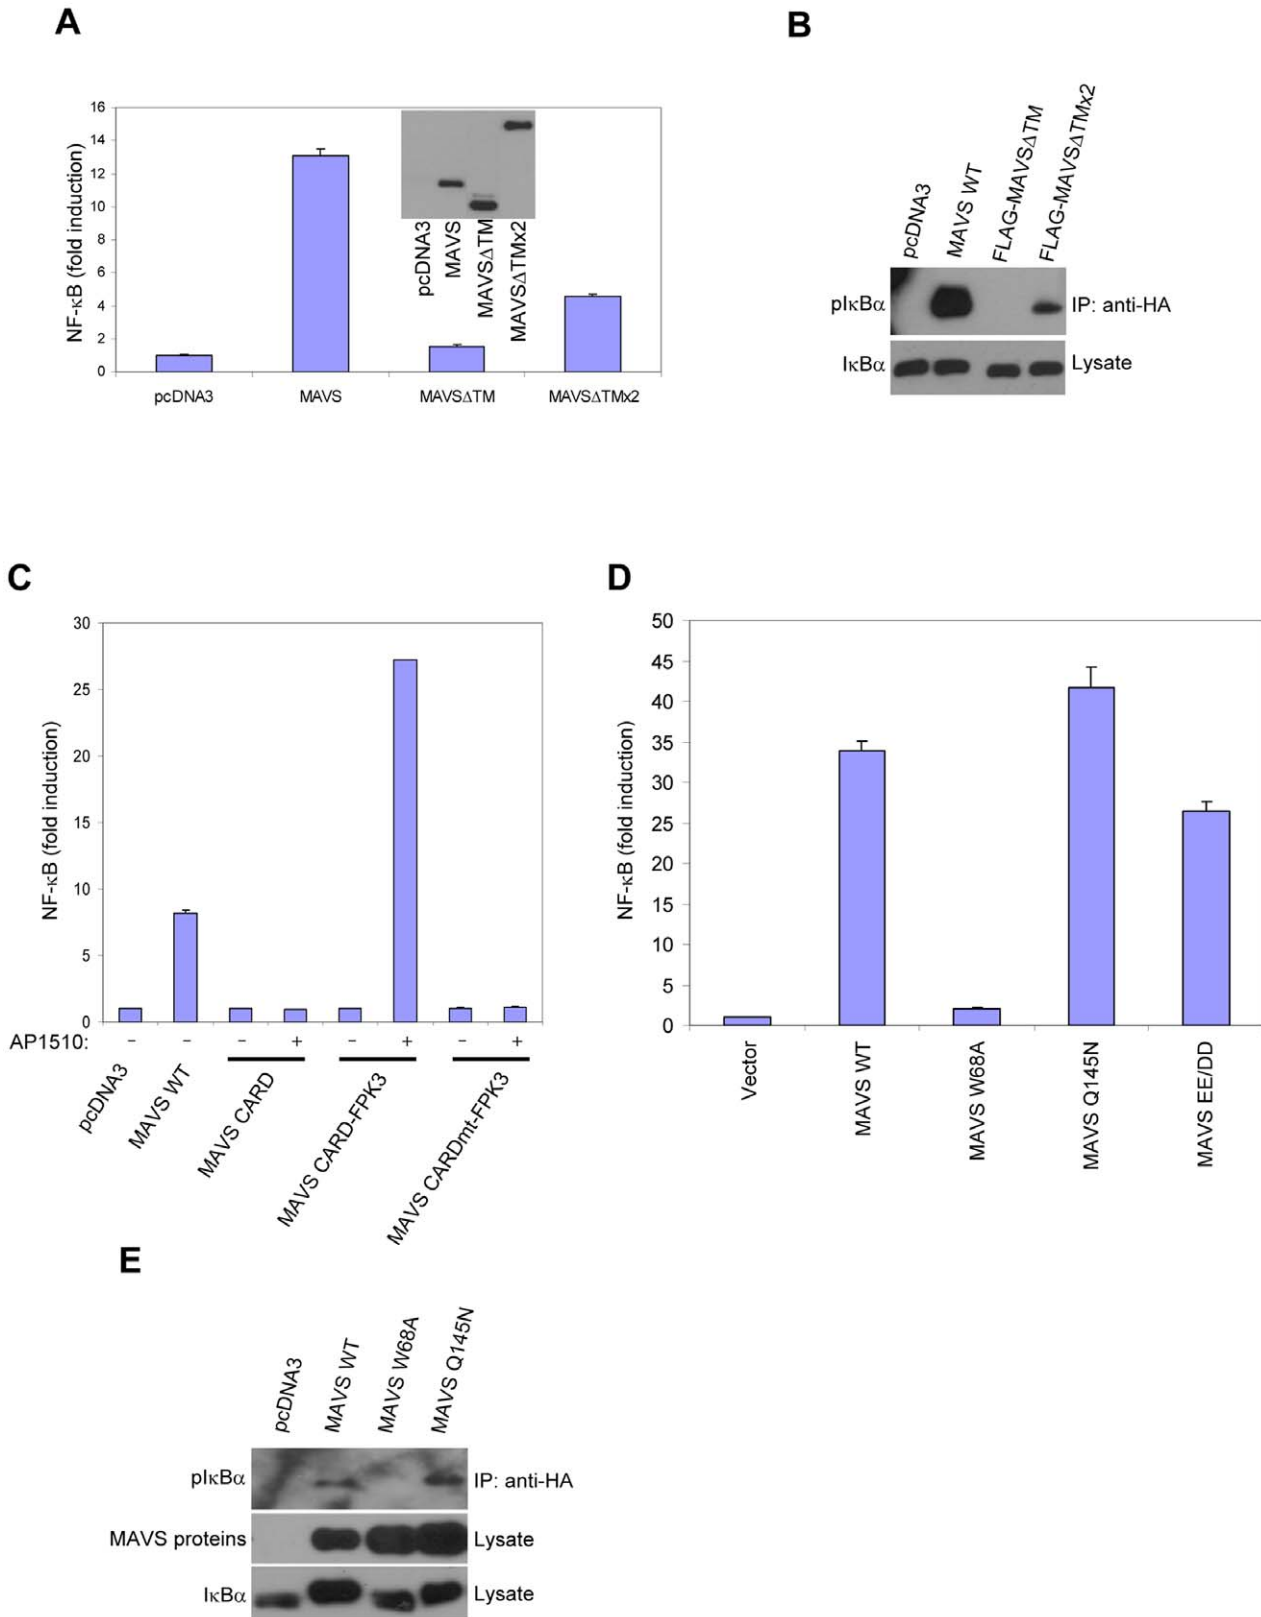 A
NF-κB (fold induction)
16
14
12
10
8
6
4
2
0
pcDNA3
MAVS
MAVSΔTM
MAVSΔTMx2
pcDNA3
MAVS
MAVSΔTM
MAVSΔTMx2
B
pcDNA3
MAVS WT
FLAG-MAVSΔTM
FLAG-MAVSΔTMx2
pIκBα
IP: anti-HA
IκBα
Lysate
C
NF-κB (fold induction)
30
25
20
15
10
5
0
AP1510: – – – + – + – +
pcDNA3
MAVS WT
MAVS CARD
MAVS CARD-FPK3
MAVS CARDmt-FPK3
D
NF-κB (fold induction)
50
45
40
35
30
25
20
15
10
5
0
Vector
MAVS WT
MAVS W68A
MAVS Q145N
MAVS EE/DD
E
pcDNA3
MAVS WT
MAVS W68A
MAVS Q145N
pIκBα
IP: anti-HA
MAVS proteins
Lysate
IκBα
Lysate